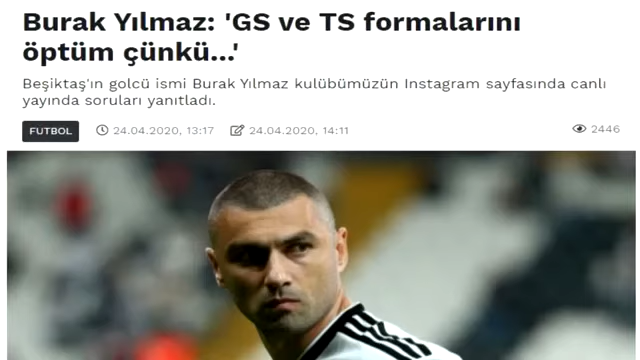 Burak Yılmaz: 'GS ve TS formalarını
öptüm çünkü...'
Beşiktaş'ın golcü ismi Burak Yılmaz kulübümüzün Instagram sayfasında canlı
yayında soruları yanıtladı.
FUTBOL 24.04.2020, 13:17 24.04.2020, 14:11 2446